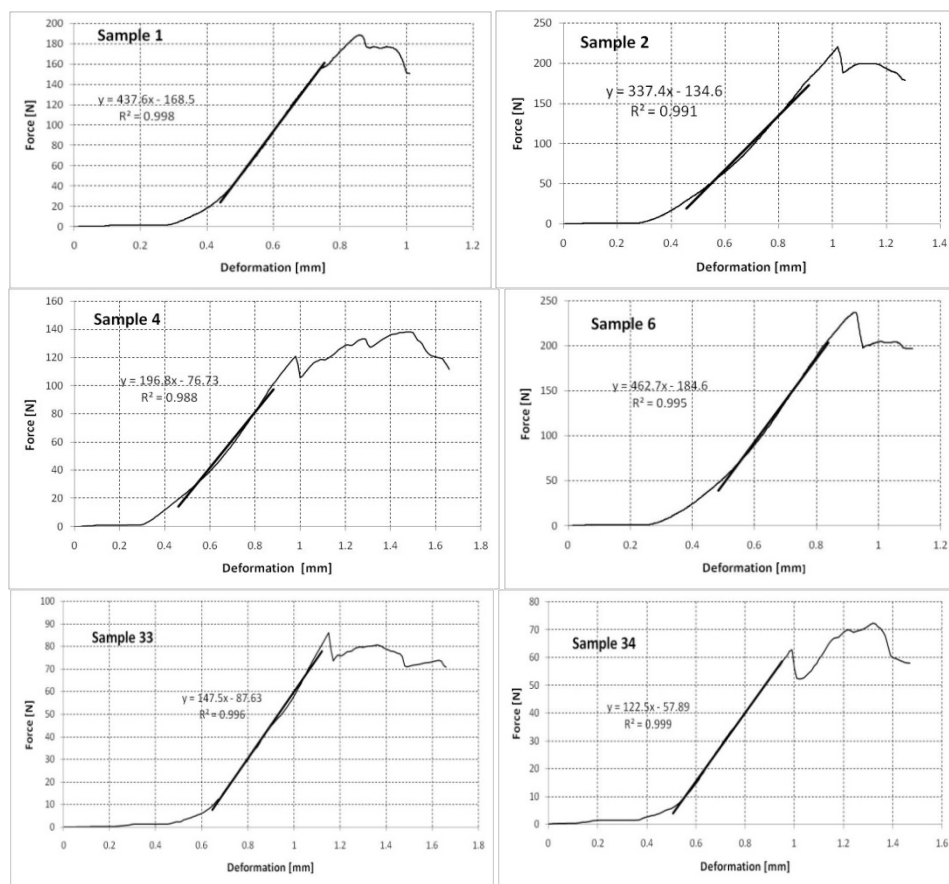 Sample 1
y = 437.6x - 168.5
R² = 0.998
Force [N]
200
180
160
140
120
100
80
60
40
20
0
0 0.2 0.4 0.6 0.8 1 1.2
Deformation [mm]
Sample 2
y = 337.4x - 134.6
R² = 0.991
Force [N]
250
200
150
100
50
0
0 0.2 0.4 0.6 0.8 1 1.2 1.4
Deformation [mm]
Sample 4
y = 196.8x - 76.73
R² = 0.988
Force [N]
160
140
120
100
80
60
40
20
0
0 0.2 0.4 0.6 0.8 1 1.2 1.4 1.6 1.8
Deformation [mm]
Sample 6
y = 462.7x - 184.6
R² = 0.995
Force [N]
250
200
150
100
50
0
0 0.2 0.4 0.6 0.8 1 1.2
Deformation [mm]
Sample 33
y = 147.5x - 87.63
R² = 0.996
Force [N]
100
90
80
70
60
50
40
30
20
10
0
0 0.2 0.4 0.6 0.8 1 1.2 1.4 1.6 1.8
Deformation [mm]
Sample 34
y = 122.5x - 57.89
R² = 0.999
Force [N]
80
70
60
50
40
30
20
10
0
0 0.2 0.4 0.6 0.8 1 1.2 1.4 1.6
Deformation [mm]